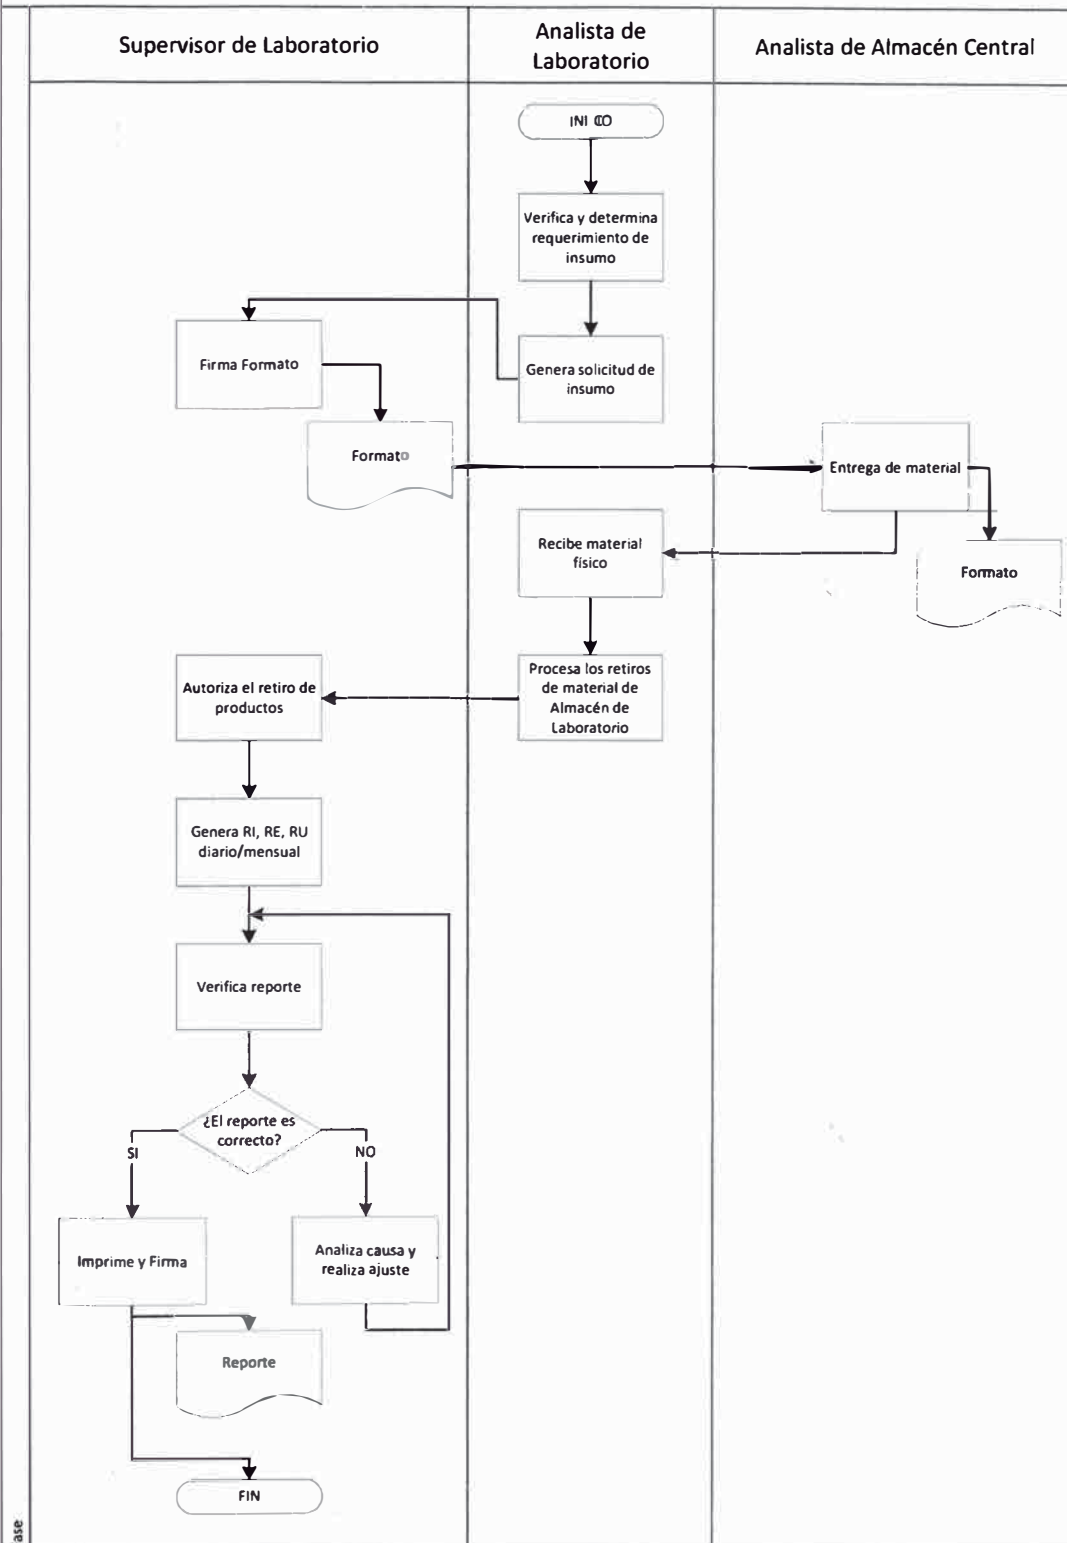 Supervisor de Laboratorio
Analista de
Laboratorio
Analista de Almacén Central
INICIO
Verifica y determina
requerimiento de
insumo
Genera solicitud de
insumo
Firma Formato
Formato
Entrega de material
Formato
Recibe material
físico
Procesa los retiros
de material de
Almacén de
Laboratorio
Autoriza el retiro de
productos
Genera RI, RE, RU
diario/mensual
Verifica reporte
¿El reporte es
correcto?
SI
NO
Imprime y Firma
Analiza causa y
realiza ajuste
Reporte
FIN
ase